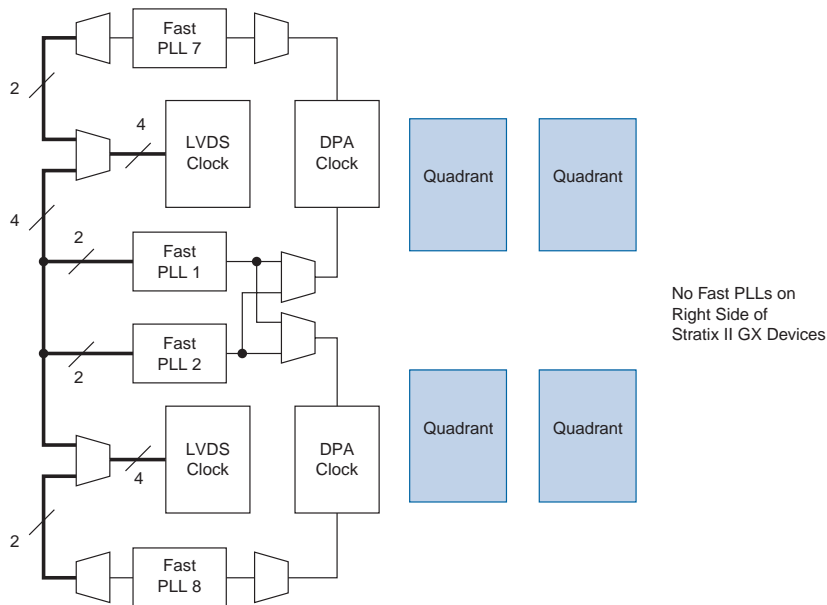 Fast
PLL 7
2
4
LVDS
Clock
DPA
Clock
Quadrant
Quadrant
4
2
Fast
PLL 1
No Fast PLLs on
Right Side of
Stratix II GX Devices
Fast
PLL 2
2
LVDS
Clock
4
DPA
Clock
Quadrant
Quadrant
2
Fast
PLL 8